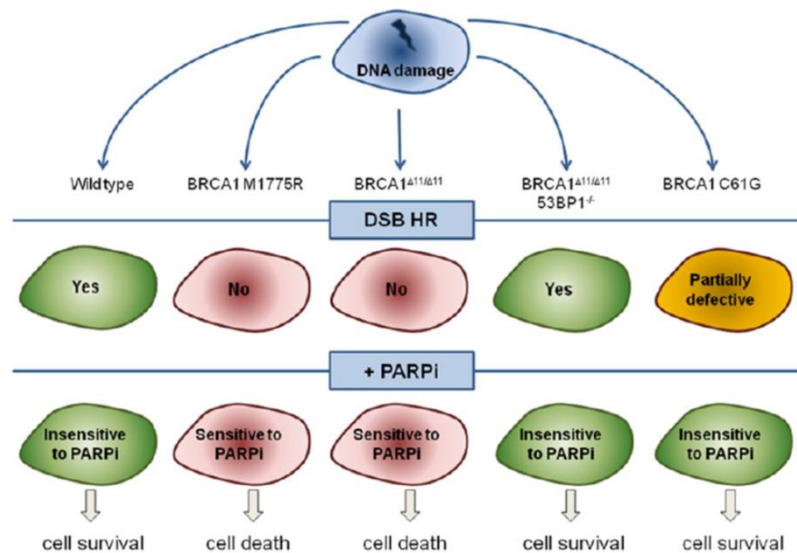 DNA damage
Wildtype BRCA1 M1775R BRCA1Δ11/Δ11 BRCA1Δ11/Δ11 BRCA1 C61G
53BP1-/-
DSB HR
Yes No No Yes Partially
defective
+ PARPi
Insensitive Sensitive to Sensitive to Insensitive Insensitive
to PARPi PARPi PARPi to PARPi to PARPi
cell survival cell death cell death cell survival cell survival